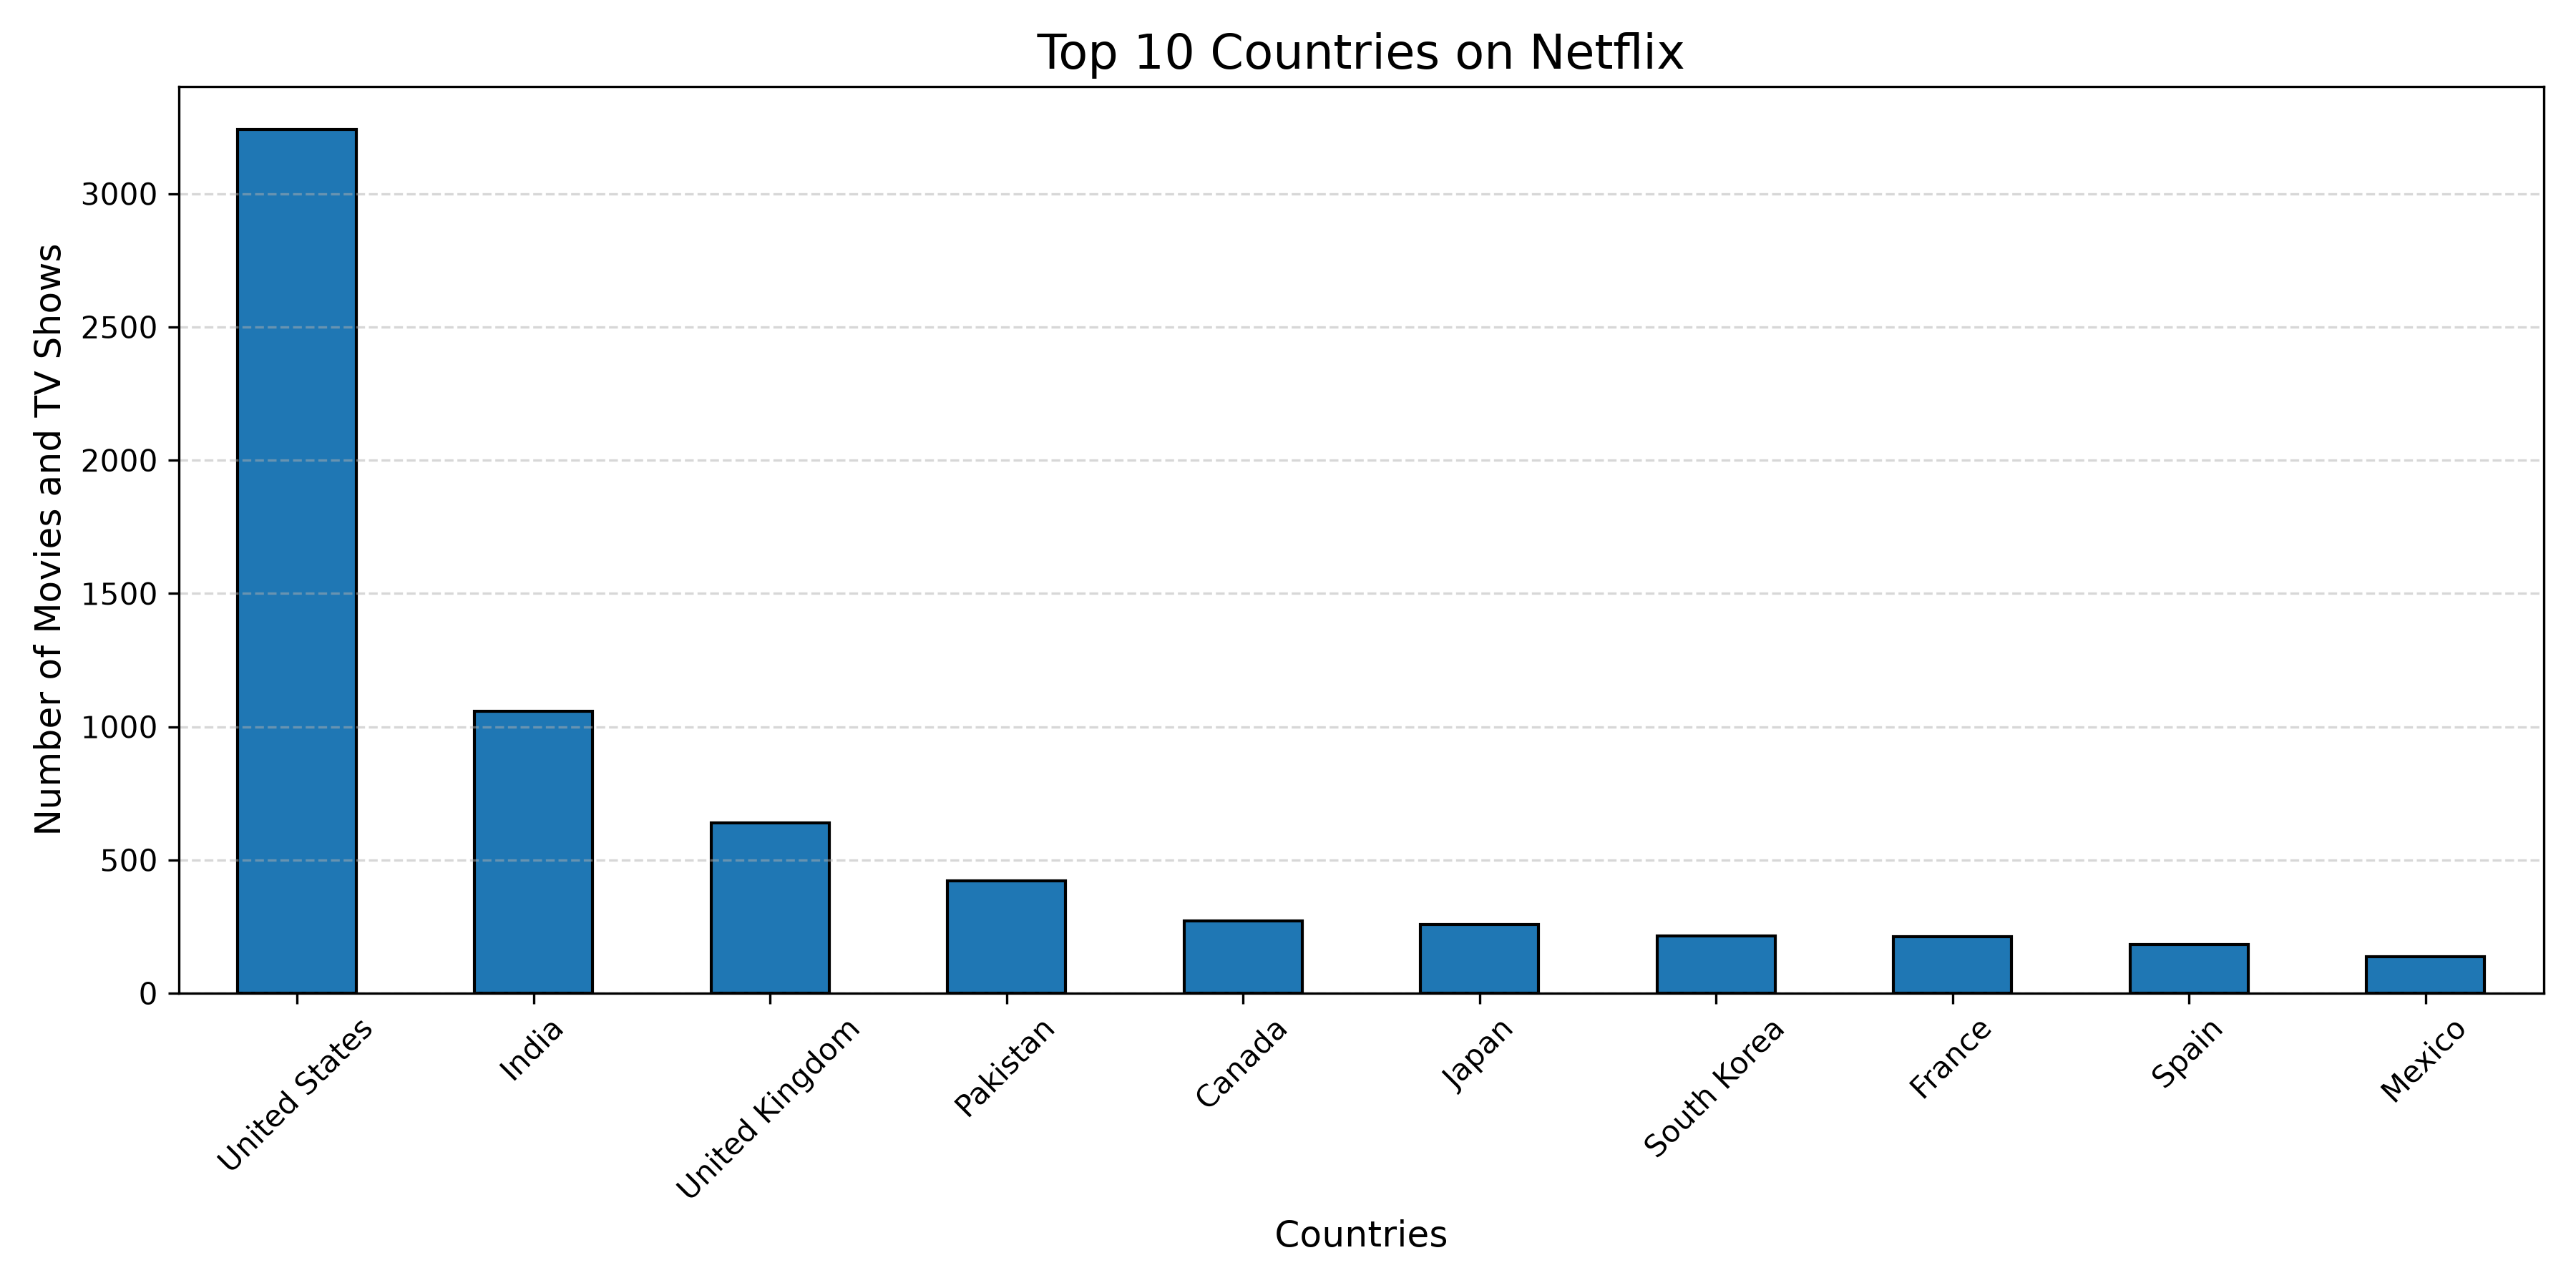 Top 10 Countries on Netflix
Number of Movies and TV Shows
3000
2500
2000
1500
1000
500
0
United States
India
United Kingdom
Pakistan
Canada
Japan
South Korea
France
Spain
Mexico
Countries